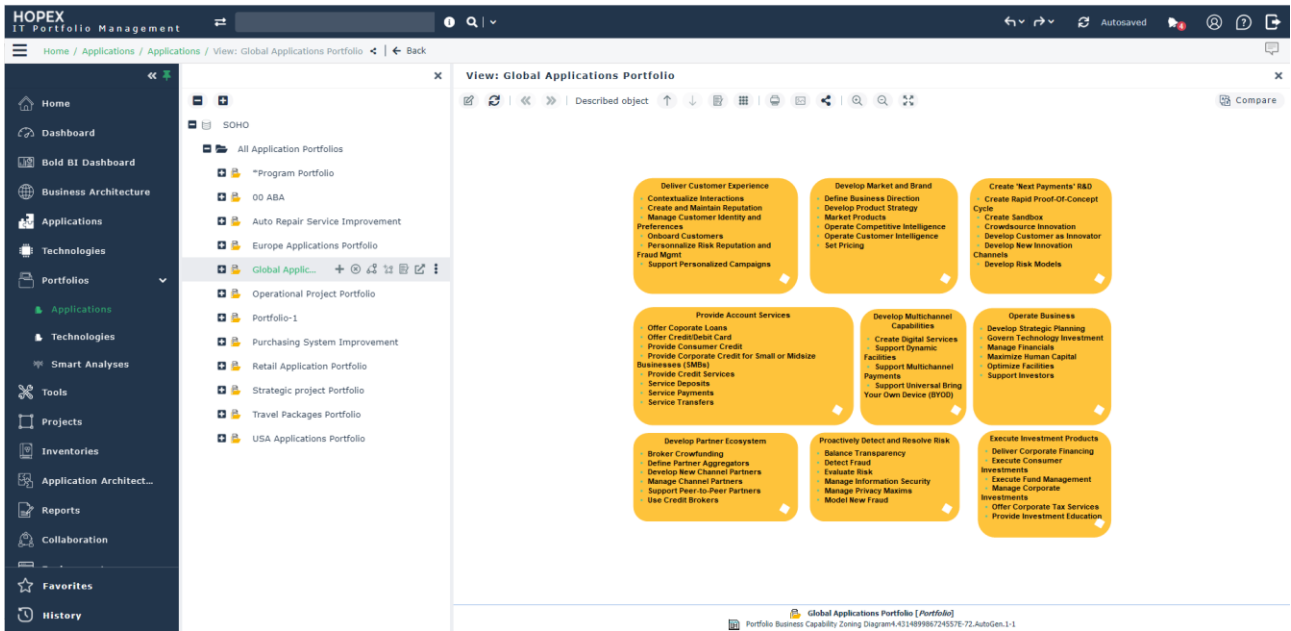 HOPEX
IT Portfolio Management
Autosaved
4
Home / Applications / Applications / View: Global Applications Portfolio
Back
Home
Dashboard
Bold BI Dashboard
Business Architecture
Applications
Technologies
Portfolios
Applications
Technologies
Smart Analyses
Tools
Projects
Inventories
Application Architect...
Reports
Collaboration
Favorites
History
SOHO
All Application Portfolios
*Program Portfolio
00 ABA
Auto Repair Service Improvement
Europe Applications Portfolio
Global Applic...
Operational Project Portfolio
Portfolio-1
Purchasing System Improvement
Retail Application Portfolio
Strategic project Portfolio
Travel Packages Portfolio
USA Applications Portfolio
View: Global Applications Portfolio
Described object
Compare
Deliver Customer Experience
Contextualize Interactions
Create and Maintain Reputation
Manage Customer Identity and
Preferences
Onboard Customers
Personnalize Risk Reputation and
Fraud Mgmt
Support Personalized Campaigns
Develop Market and Brand
Define Business Direction
Develop Product Strategy
Market Products
Operate Competitive Intelligence
Operate Customer Intelligence
Set Pricing
Create 'Next Payments' R&D
Create Rapid Proof-Of-Concept
Cycle
Create Sandbox
Crowdsource Innovation
Develop Customer as Innovator
Develop New Innovation
Channels
Develop Risk Models
Provide Account Services
Offer Coporate Loans
Offer Credit/Debit Card
Provide Consumer Credit
Provide Corporate Credit for Small or Midsize
Businesses (SMBs)
Provide Credit Services
Service Deposits
Service Payments
Service Transfers
Develop Multichannel
Capabilities
Create Digital Services
Support Dynamic
Facilities
Support Multichannel
Payments
Support Universal Bring
Your Own Device (BYOD)
Operate Business
Develop Strategic Planning
Govern Technology Investment
Manage Financials
Maximize Human Capital
Optimize Facilities
Support Investors
Develop Partner Ecosystem
Broker Crowfunding
Define Partner Aggregators
Develop New Channel Partners
Manage Channel Partners
Support Peer-to-Peer Partners
Use Credit Brokers
Proactively Detect and Resolve Risk
Balance Transparency
Detect Fraud
Evaluate Risk
Manage Information Security
Manage Privacy Maxims
Model New Fraud
Execute Investment Products
Deliver Corporate Financing
Execute Consumer
Investments
Execute Fund Management
Manage Corporate
Investments
Offer Corporate Tax Services
Provide Investment Education
Global Applications Portfolio [Portfolio]
Portfolio Business Capability Zoning Diagram4.431489986724557E-72.AutoGen.1-1